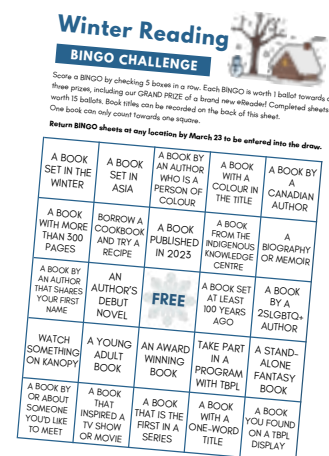 Winter Reading
BINGO CHALLENGE
Score a BINGO by checking 5 boxes in a row. Each BINGO is worth 1 ballot towards
three prizes, including our GRAND PRIZE of a brand new eReader! Completed sheets
worth 15 ballots. Book titles can be recorded on the back of this sheet.
One book can only count towards one square.
Return BINGO sheets at any location by March 23 to be entered into the draw.
A BOOK
SET IN THE
WINTER
A BOOK
SET IN
ASIA
A BOOK BY
AN AUTHOR
WHO IS A
PERSON OF
COLOUR
A BOOK
WITH A
COLOUR IN
THE TITLE
A BOOK BY
A
CANADIAN
AUTHOR
A BOOK
WITH MORE
THAN 300
PAGES
BORROW A
COOKBOOK
AND TRY A
RECIPE
A BOOK
PUBLISHED
IN 2023
A BOOK
FROM THE
INDIGENOUS
KNOWLEDGE
CENTRE
A
BIOGRAPHY
OR MEMOIR
A BOOK BY
AN AUTHOR
THAT SHARES
YOUR FIRST
NAME
AN
AUTHOR'S
DEBUT
NOVEL
FREE
A BOOK SET
AT LEAST
100 YEARS
AGO
A BOOK
BY A
2SLGBTQ+
AUTHOR
WATCH
SOMETHING
ON KANOPY
A YOUNG
ADULT
BOOK
AN AWARD
WINNING
BOOK
TAKE PART
IN A
PROGRAM
WITH TBPL
A STAND-
ALONE
FANTASY
BOOK
A BOOK BY
OR ABOUT
SOMEONE
YOU'D LIKE
TO MEET
A BOOK
THAT
INSPIRED A
TV SHOW
OR MOVIE
A BOOK
THAT IS THE
FIRST IN A
SERIES
A BOOK
WITH A
ONE-WORD
TITLE
A BOOK
YOU FOUND
ON A TBPL
DISPLAY